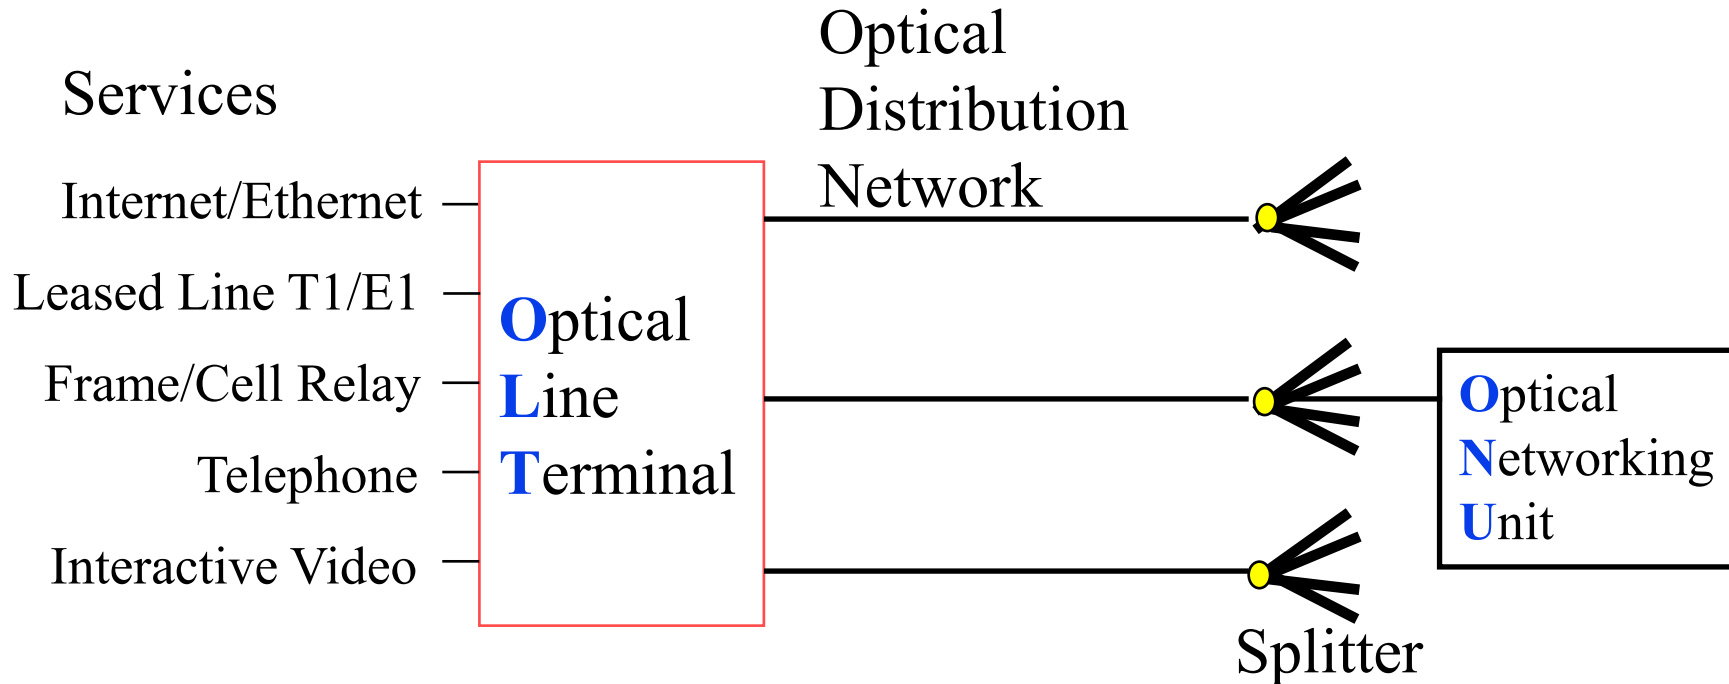 Services
Internet/Ethernet
Leased Line T1/E1
Frame/Cell Relay
Telephone
Interactive Video
Optical
Line
Terminal
Optical
Distribution
Network
Splitter
Optical
Networking
Unit